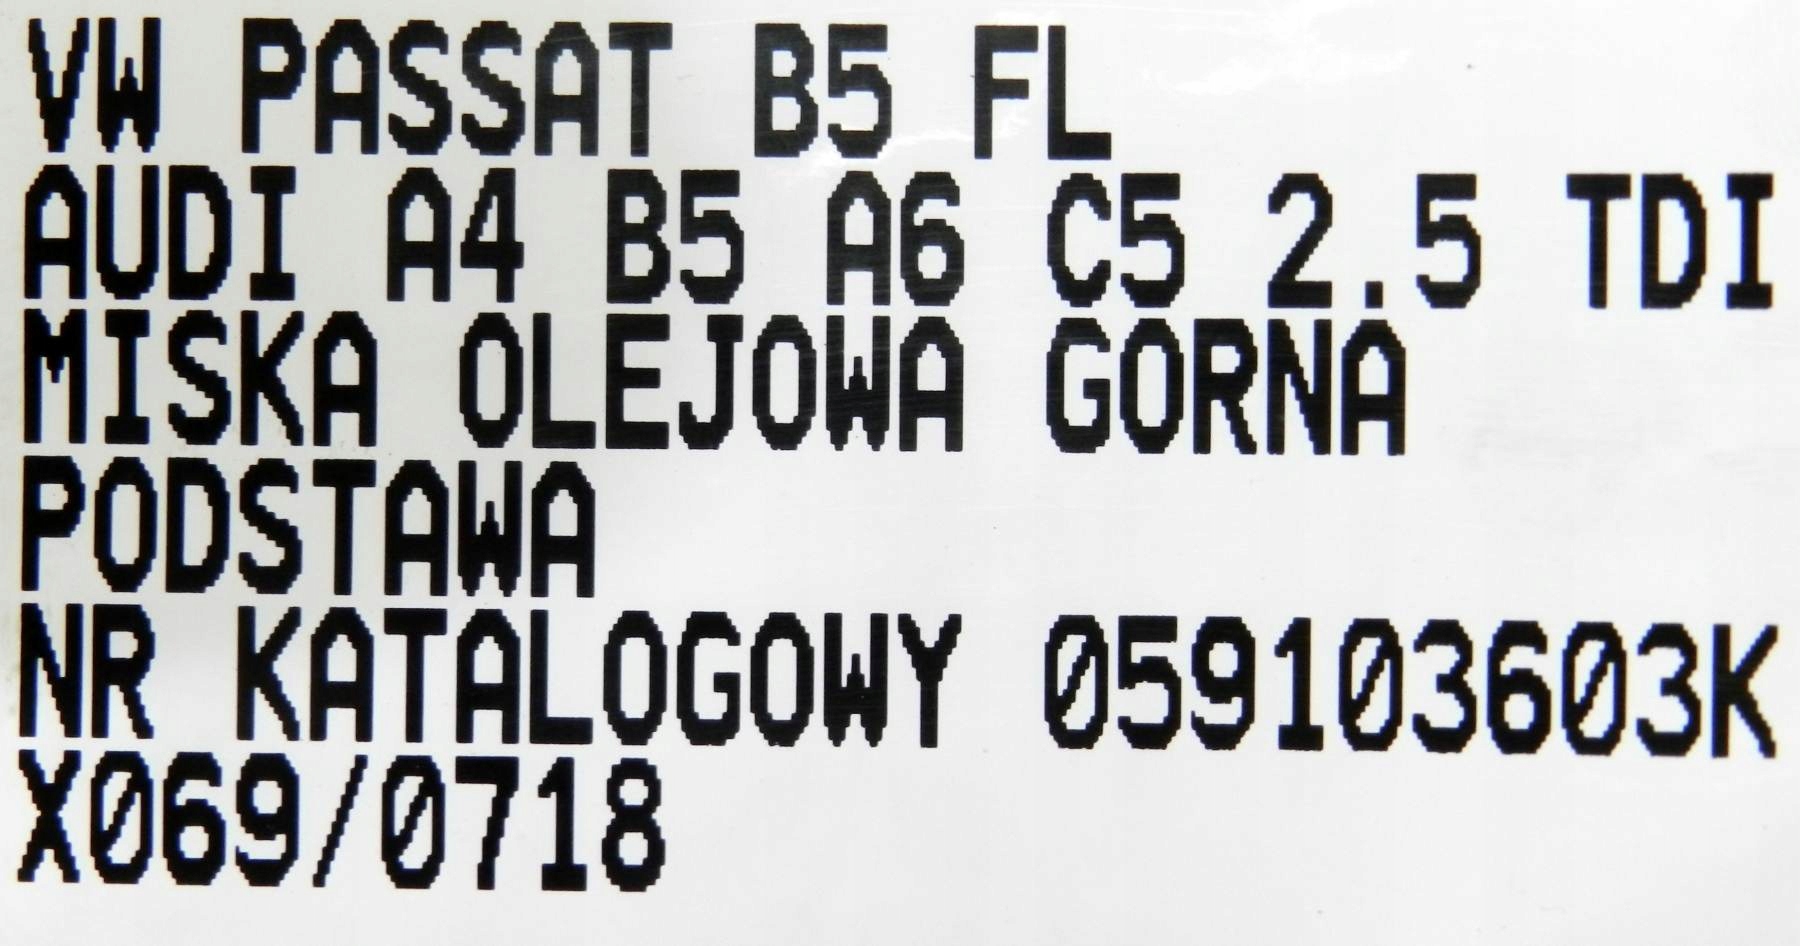 VW PASSAT B5 FL
AUDI A4 B5 A6 C5 2.5 TDI
MISKA OLEJOWA GORNA
PODSTAWA
NR KATALOGOWY 059103603K
X069/0718